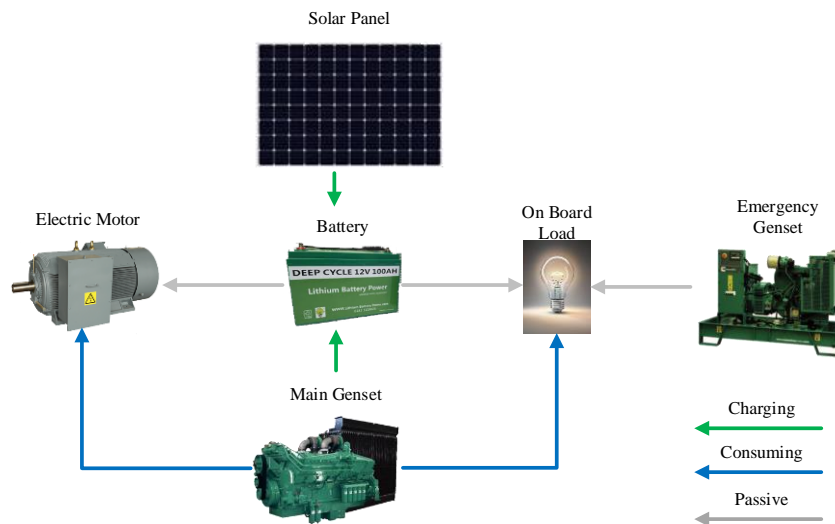 Solar Panel
Electric Motor
Battery
On Board
Load
Emergency
Genset
DEEP CYCLE 12V 100AH
Lithium Battery Power
Main Genset
Charging
Consuming
Passive